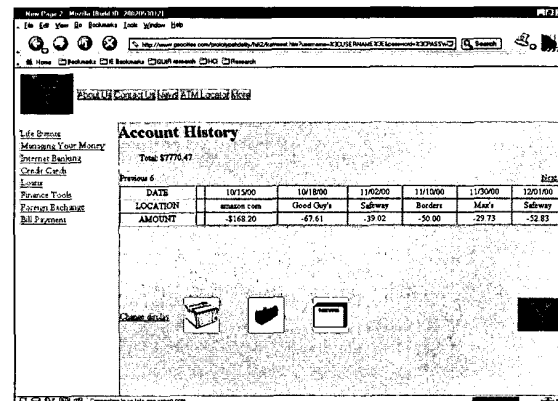 New Page 2 - Mozilla {Build ID: 2002053012}
File Edit View Go Bookmarks Tools Window Help
Search
Home Bookmarks Research
About Us Contact Us News ATM Locator More
Life Events
Managing Your Money
Internet Banking
Credit Cards
Loans
Finance Tools
Foreign Exchange
Bill Payment
Account History
Total: $7770.47
Previous 6 Next
DATE 10/15/00 10/18/00 11/02/00 11/10/00 11/30/00 12/01/00
LOCATION amazon.com Good Guy's Safeway Borders Max's Safeway
AMOUNT -$168.20 -67.61 -39.02 -50.00 -29.73 -52.83
Change display